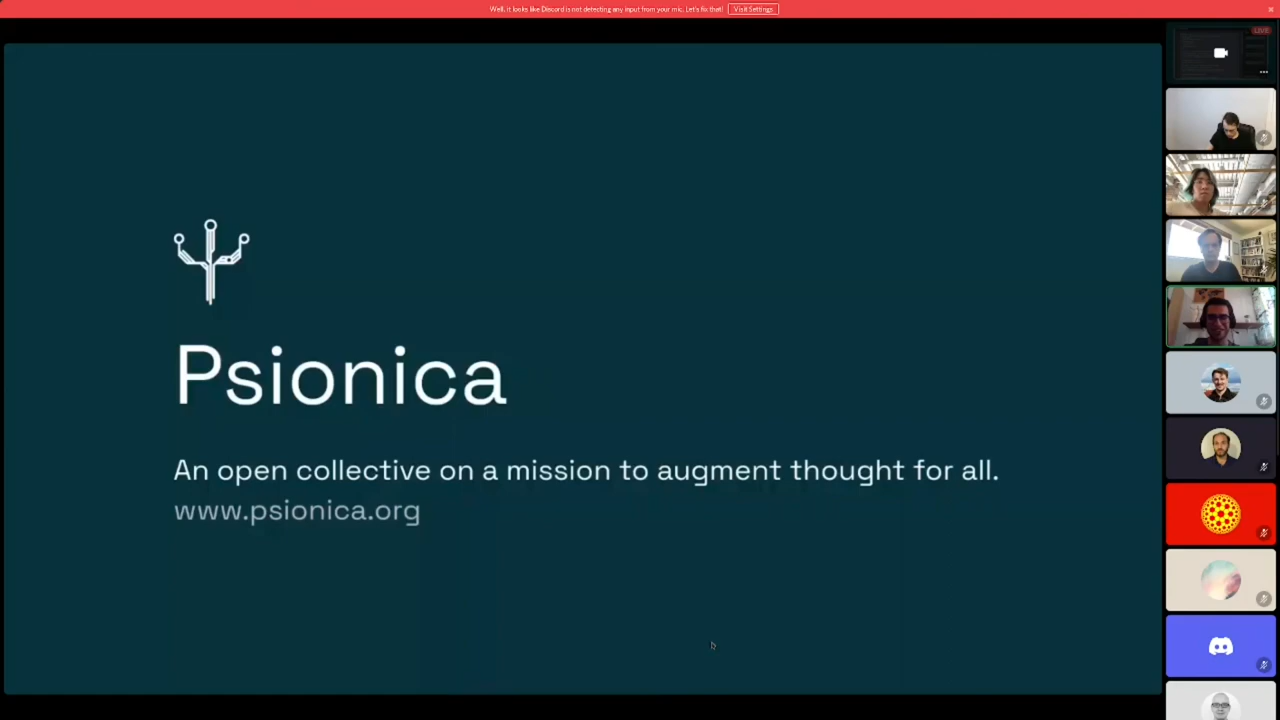 Well, it looks like Discord is not detecting any input from your mic. Let's fix that! Visit Settings
LIVE
Psionica
An open collective on a mission to augment thought for all.
www.psionica.org